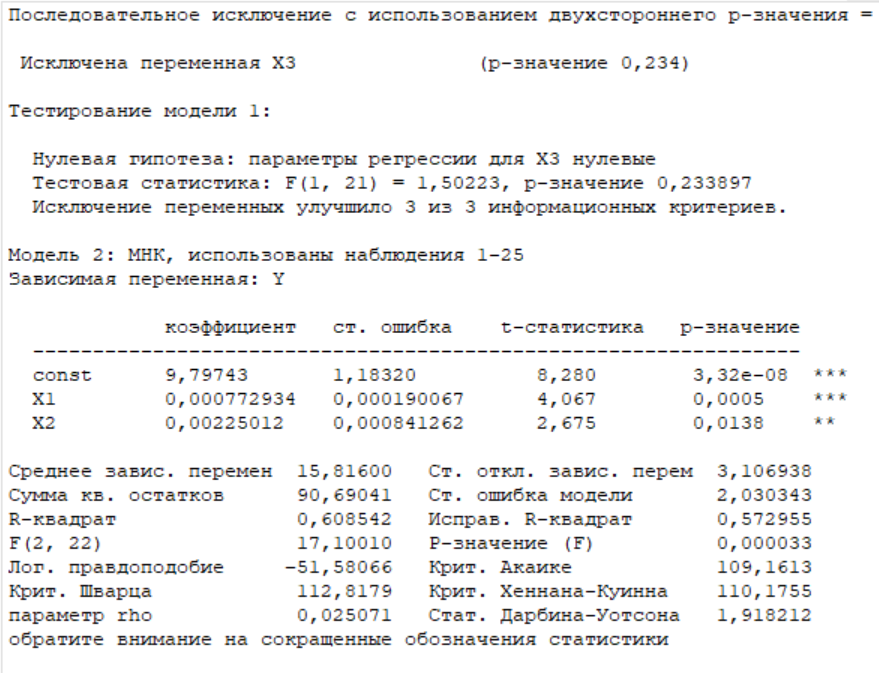 Последовательное исключение с использованием двухстороннего p-значения =
Исключена переменная X3 (p-значение 0,234)
Тестирование модели 1:
Нулевая гипотеза: параметры регрессии для X3 нулевые
Тестовая статистика: F(1, 21) = 1,50223, p-значение 0,233897
Исключение переменных улучшило 3 из 3 информационных критериев.
Модель 2: МНК, использованы наблюдения 1-25
Зависимая переменная: Y
коэффициент ст. ошибка t-статистика p-значение
---------------------------------------------------------------
const 9,79743 1,18320 8,280 3,32e-08 ***
X1 0,000772934 0,000190067 4,067 0,0005 ***
X2 0,00225012 0,000841262 2,675 0,0138 **
Среднее завис. перемен 15,81600 Ст. откл. завис. перем 3,106938
Сумма кв. остатков 90,69041 Ст. ошибка модели 2,030343
R-квадрат 0,608542 Исправ. R-квадрат 0,572955
F(2, 22) 17,10010 P-значение (F) 0,000033
Лог. правдоподобие -51,58066 Крит. Акаике 109,1613
Крит. Шварца 112,8179 Крит. Хеннана-Куинна 110,1755
параметр rho 0,025071 Стат. Дарбина-Уотсона 1,918212
обратите внимание на сокращенные обозначения статистики